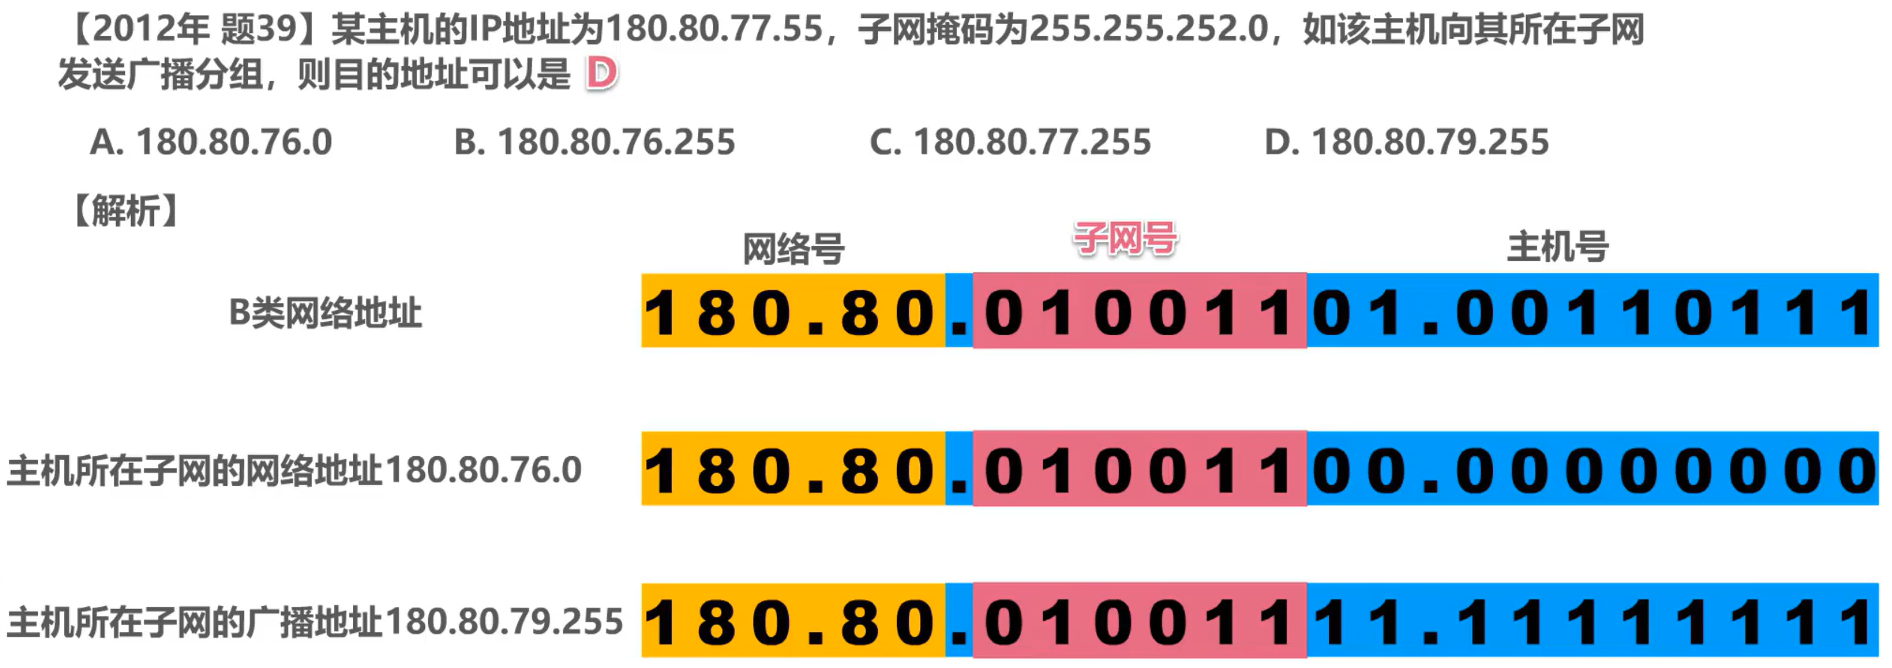 【2012年 题39】某主机的IP地址为180.80.77.55，子网掩码为255.255.252.0，如该主机向其所在子网
发送广播分组，则目的地址可以是 D
A. 180.80.76.0 B. 180.80.76.255 C. 180.80.77.255 D. 180.80.79.255
【解析】
网络号 子网号 主机号
B类网络地址 180.80.01001101.00110111
主机所在子网的网络地址180.80.76.0 180.80.01001100.00000000
主机所在子网的广播地址180.80.79.255 180.80.01001111.11111111